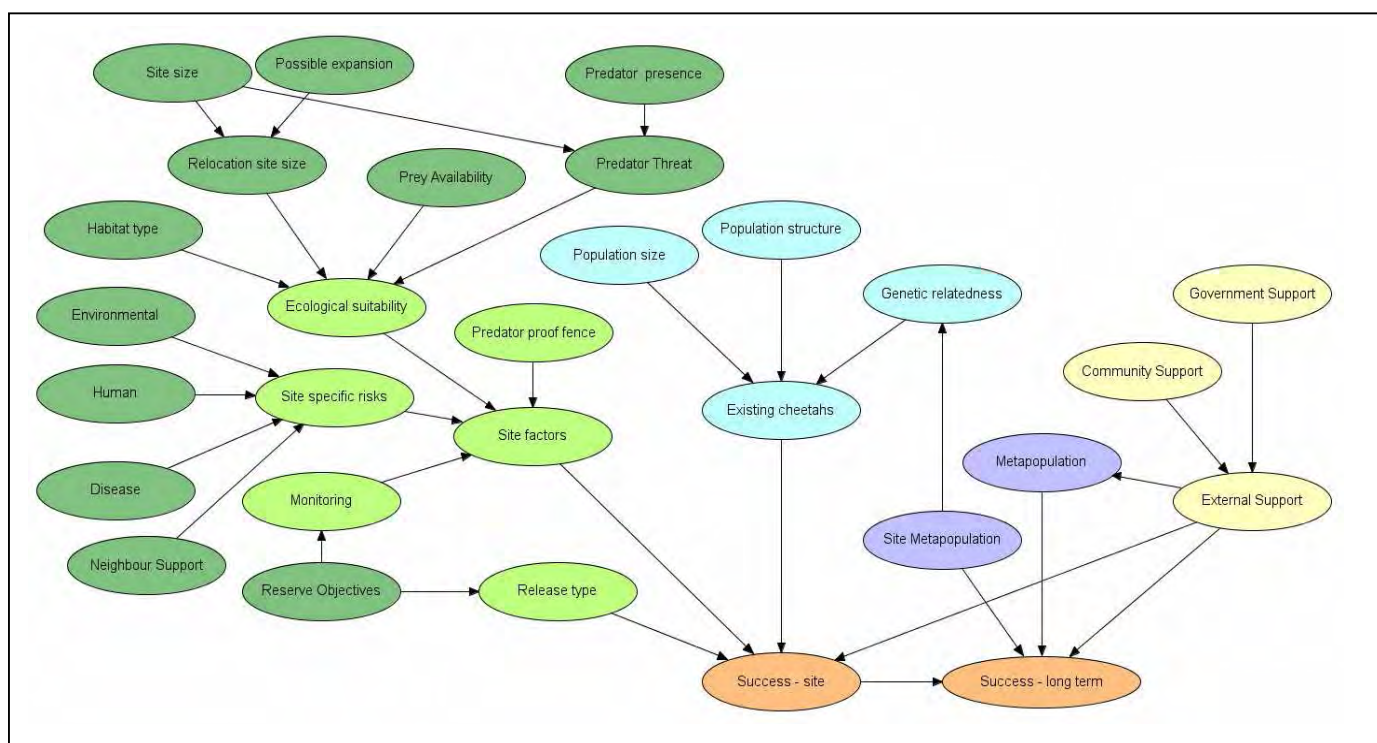 Possible expansion
Site size
Predator  presence
Relocation site size
Predator Threat
Prey Availability
Habitat type
Population structure
Population size
Genetic relatedness
Government Support
Ecological suitability
Environmental
Predator proof fence
Community Support
Human
Site specific risks
Existing cheetahs
Site factors
Metapopulation
Disease
Monitoring
External Support
Site Metapopulation
Neighbour Support
Reserve Objectives
Release type
Success - site
Success - long term